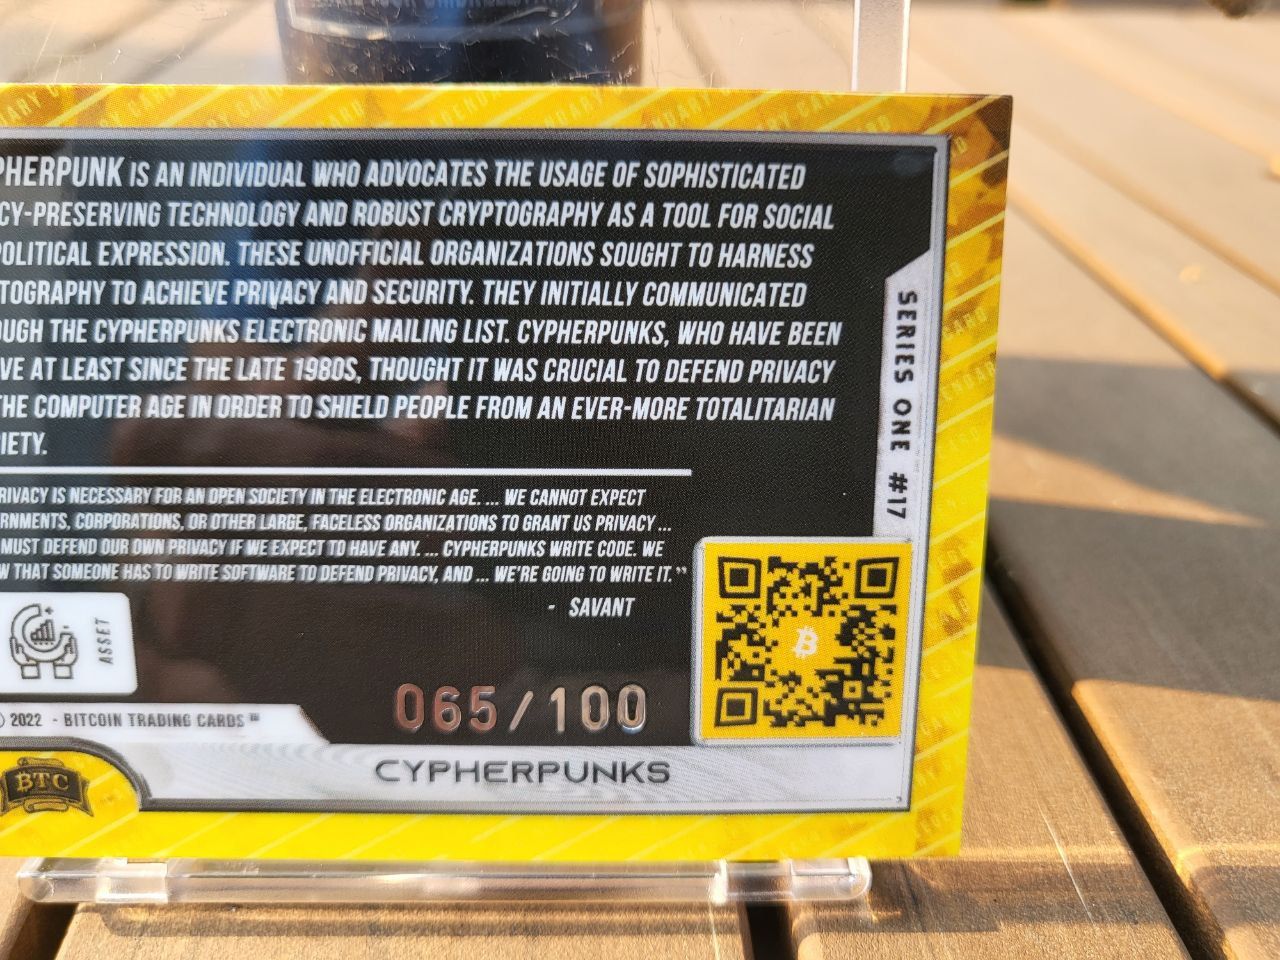 PHERPUNK IS AN INDIVIDUAL WHO ADVOCATES THE USAGE OF SOPHISTICATED
CY-PRESERVING TECHNOLOGY AND ROBUST CRYPTOGRAPHY AS A TOOL FOR SOCIAL
OLITICAL EXPRESSION. THESE UNOFFICIAL ORGANIZATIONS SOUGHT TO HARNESS
TOGRAPHY TO ACHIEVE PRIVACY AND SECURITY. THEY INITIALLY COMMUNICATED
OUGH THE CYPHERPUNKS ELECTRONIC MAILING LIST. CYPHERPUNKS, WHO HAVE BEEN
VE AT LEAST SINCE THE LATE 1980S, THOUGHT IT WAS CRUCIAL TO DEFEND PRIVACY
THE COMPUTER AGE IN ORDER TO SHIELD PEOPLE FROM AN EVER-MORE TOTALITARIAN
IETY.
RIVACY IS NECESSARY FOR AN OPEN SOCIETY IN THE ELECTRONIC AGE. ... WE CANNOT EXPECT
RNMENTS, CORPORATIONS, OR OTHER LARGE, FACELESS ORGANIZATIONS TO GRANT US PRIVACY ...
MUST DEFEND OUR OWN PRIVACY IF WE EXPECT TO HAVE ANY. ... CYPHERPUNKS WRITE CODE. WE
W THAT SOMEONE HAS TO WRITE SOFTWARE TO DEFEND PRIVACY, AND ... WE'RE GOING TO WRITE IT.”
- SAVANT
SERIES ONE #17
ASSET
065/100
© 2022 - BITCOIN TRADING CARDS™
BTC
CYPHERPUNKS